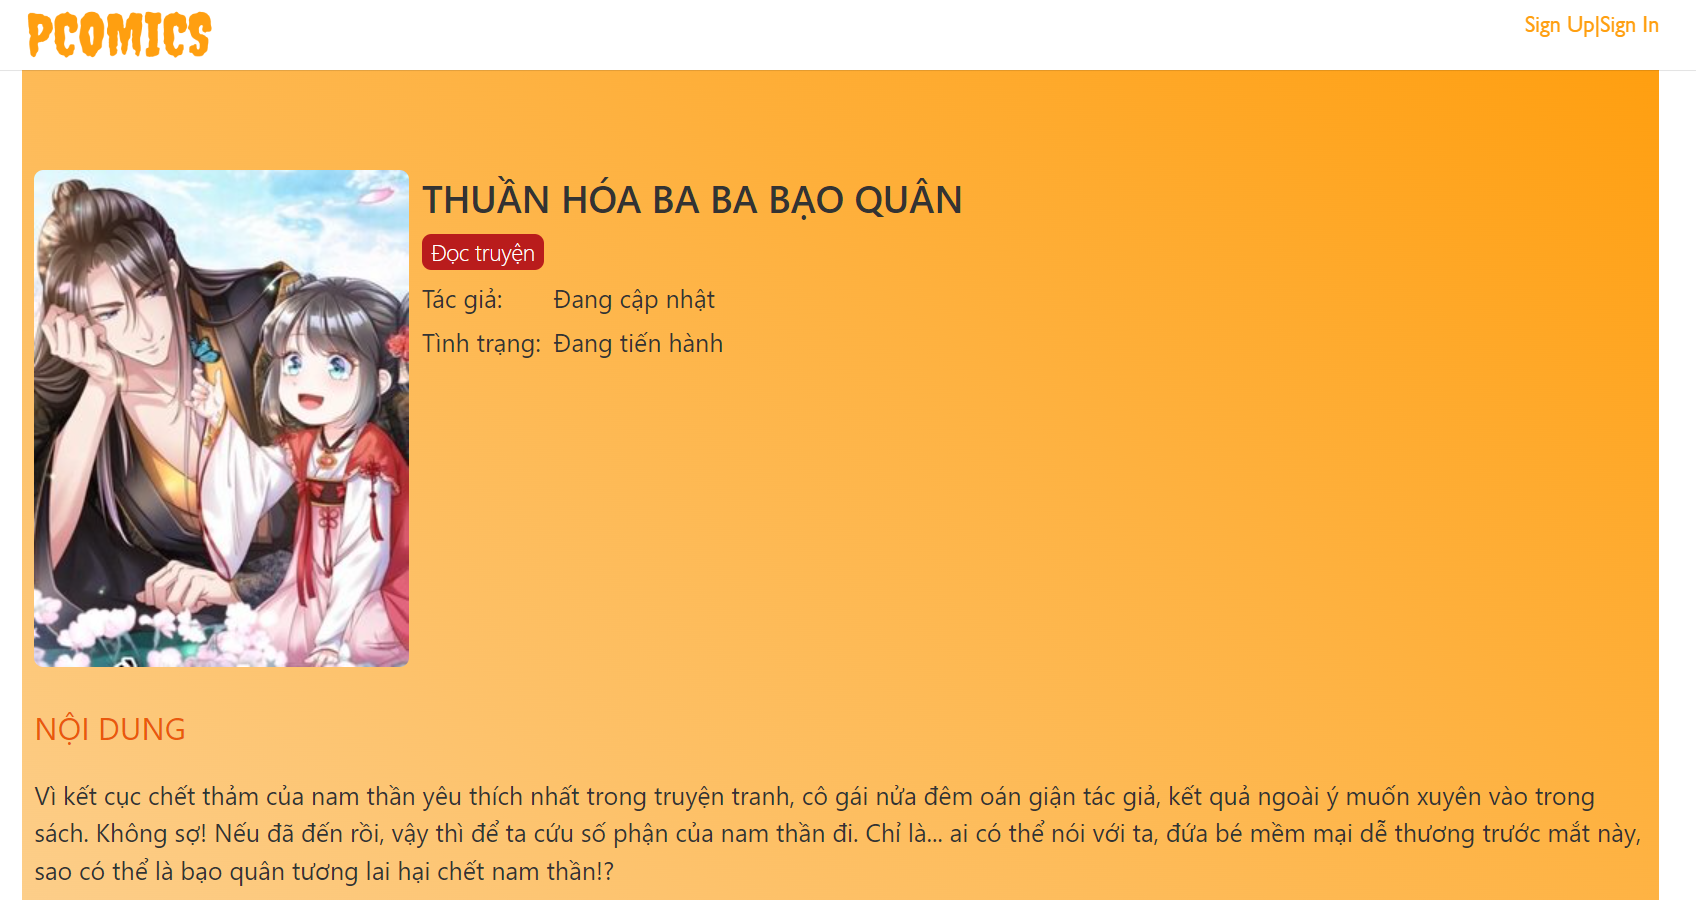 PCOMICS
Sign Up|Sign In
THUẦN HÓA BA BA BẠO QUÂN
Đọc truyện
Tác giả: Đang cập nhật
Tình trạng: Đang tiến hành
NỘI DUNG
Vì kết cục chết thảm của nam thần yêu thích nhất trong truyện tranh, cô gái nửa đêm oán giận tác giả, kết quả ngoài ý muốn xuyên vào trong
sách. Không sợ! Nếu đã đến rồi, vậy thì để ta cứu số phận của nam thần đi. Chỉ là... ai có thể nói với ta, đứa bé mềm mại dễ thương trước mắt này,
sao có thể là bạo quân tương lai hại chết nam thần!?